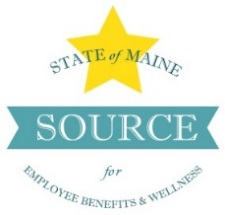 STATE of MAINE
SOURCE
for
EMPLOYEE BENEFITS & WELLNESS